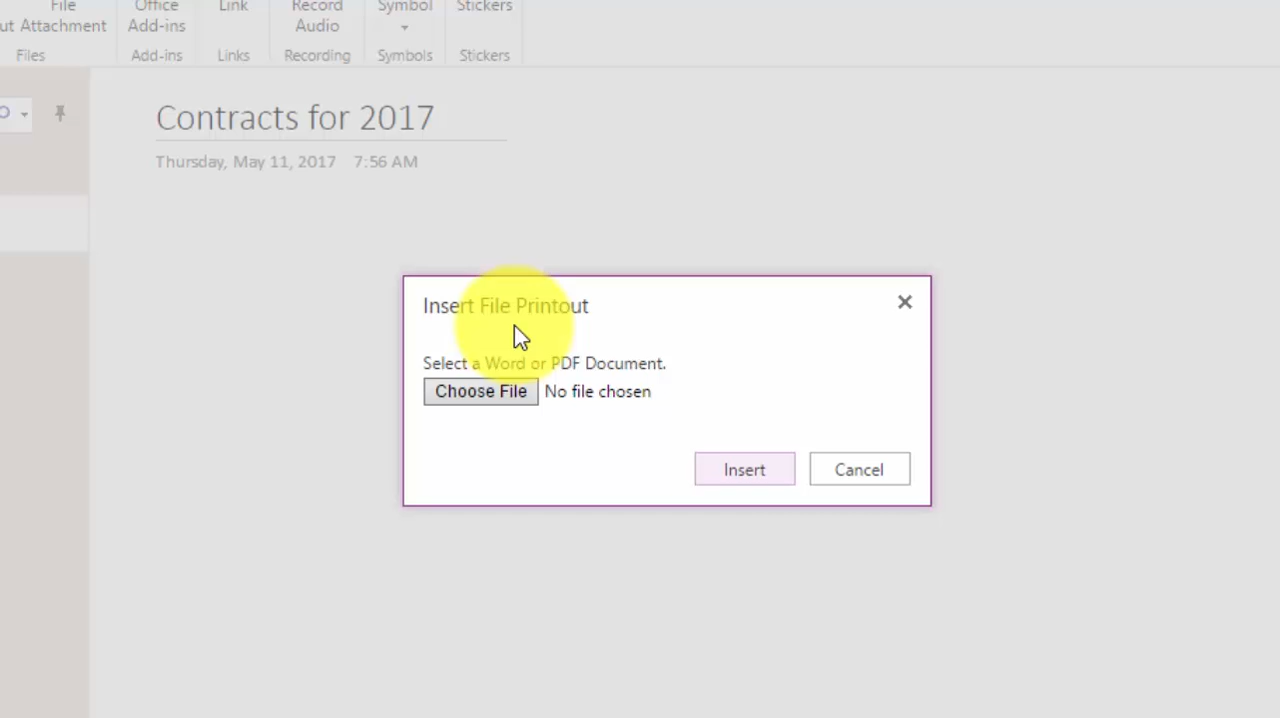 File
Office
Link
Record
Symbol
Stickers
ut Attachment
Add-ins
Audio
Files
Add-ins
Links
Recording
Symbols
Stickers
Contracts for 2017
Thursday, May 11, 2017 7:56 AM
Insert File Printout
Select a Word or PDF Document.
Choose File No file chosen
Insert
Cancel